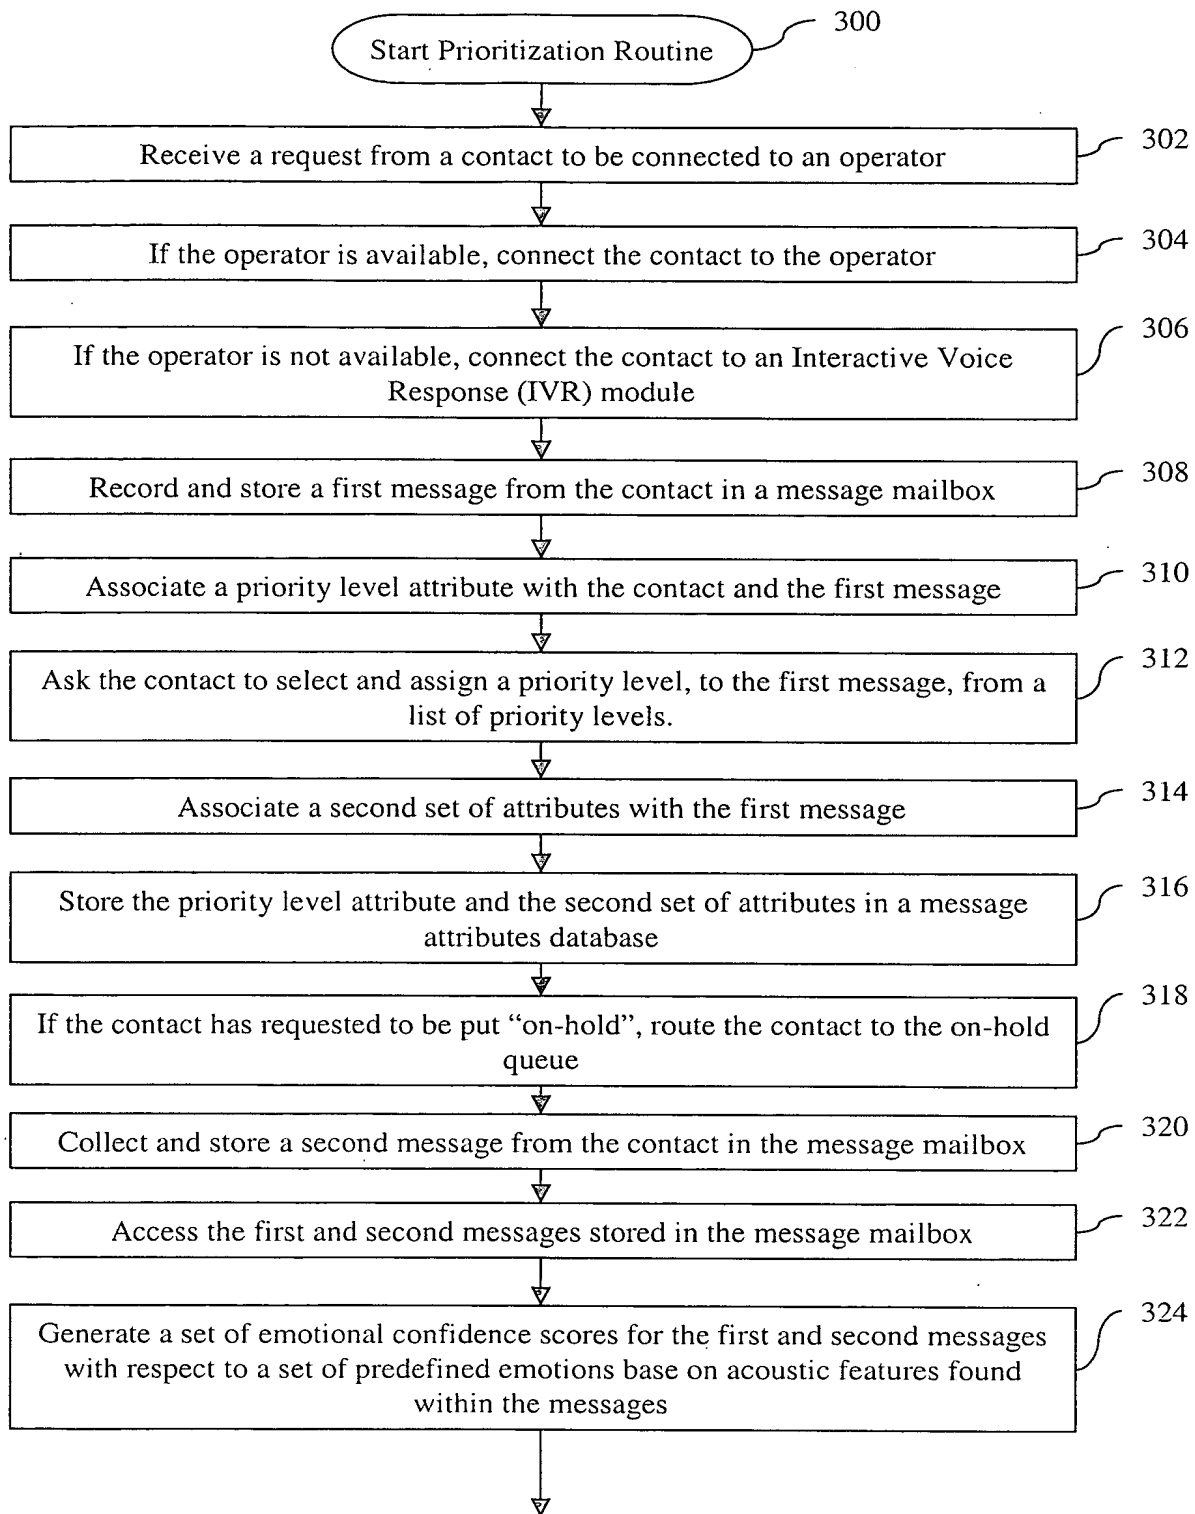 Start Prioritization Routine
300
Receive a request from a contact to be connected to an operator
302
If the operator is available, connect the contact to the operator
304
If the operator is not available, connect the contact to an Interactive Voice
Response (IVR) module
306
Record and store a first message from the contact in a message mailbox
308
Associate a priority level attribute with the contact and the first message
310
Ask the contact to select and assign a priority level, to the first message, from a
list of priority levels.
312
Associate a second set of attributes with the first message
314
Store the priority level attribute and the second set of attributes in a message
attributes database
316
If the contact has requested to be put “on-hold”, route the contact to the on-hold
queue
318
Collect and store a second message from the contact in the message mailbox
320
Access the first and second messages stored in the message mailbox
322
Generate a set of emotional confidence scores for the first and second messages
with respect to a set of predefined emotions base on acoustic features found
within the messages
324